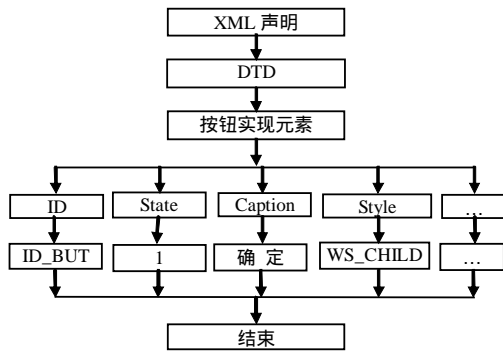 XML 声明
DTD
按钮实现元素
ID State Caption Style …
ID_BUT 1 确 定 WS_CHILD …
结束